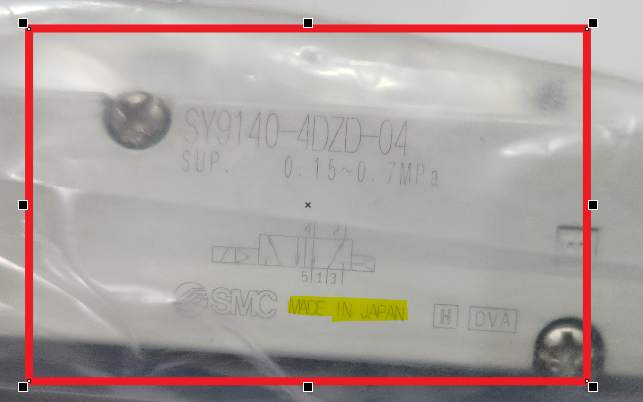 SY9140-4DZD-04
SUP. 0.15~0.7MPa
4 2
5 1 3
SMC MADE IN JAPAN H DVA